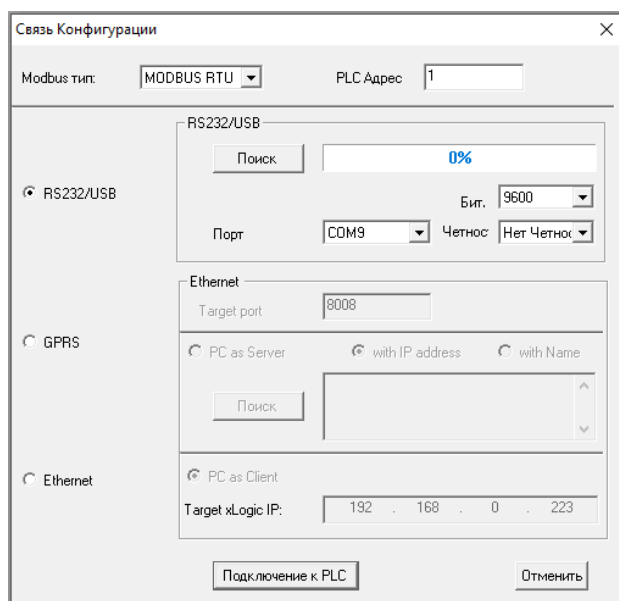 Связь Конфигурации
Modbus тип: MODBUS RTU PLC Адрес 1
RS232/USB
Поиск 0%
RS232/USB
Бит. 9600
Порт COM9 Четнос Нет Четнос
Ethernet
Target port 8008
GPRS
PC as Server with IP address with Name
Поиск
Ethernet
PC as Client
Target xLogic IP: 192 . 168 . 0 . 223
Подключение к PLC Отменить